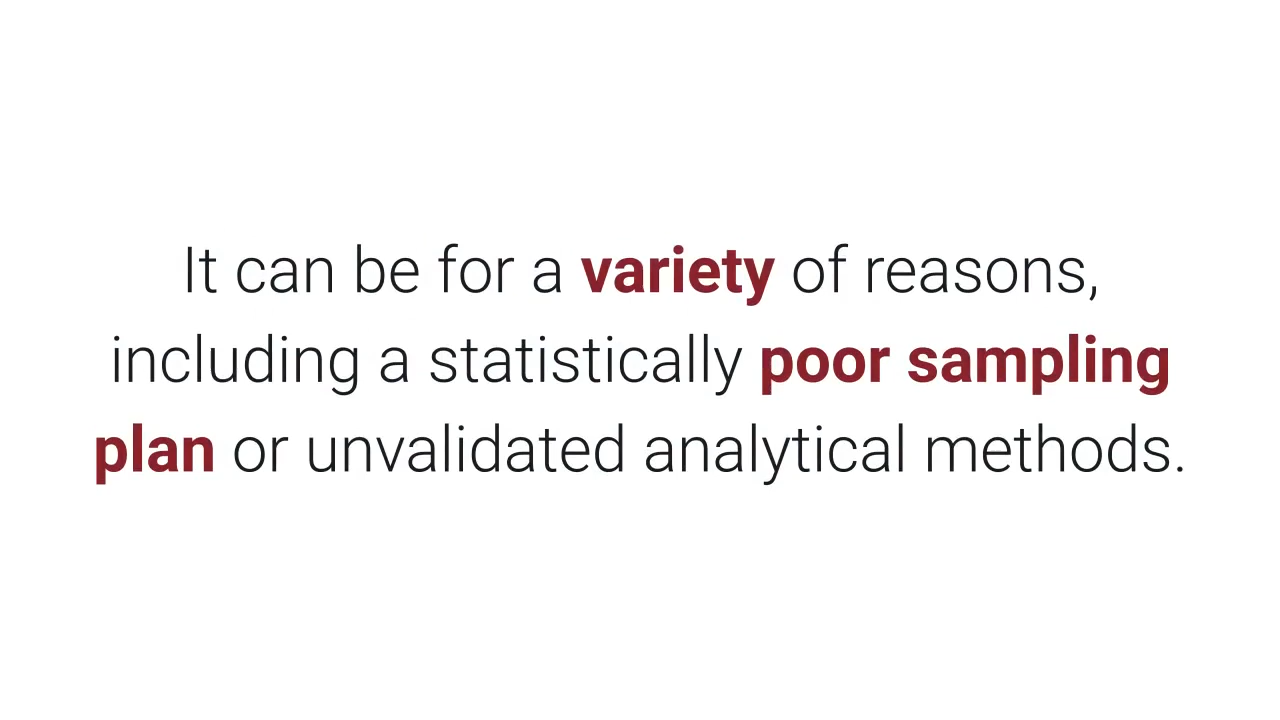 It can be for a variety of reasons,
including a statistically poor sampling
plan or unvalidated analytical methods.